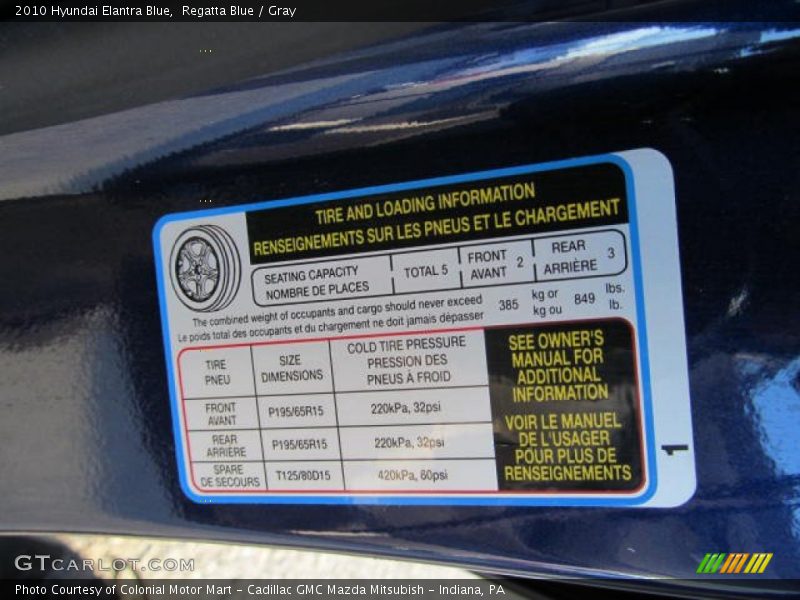 2010 Hyundai Elantra Blue,  Regatta Blue / Gray
TIRE AND LOADING INFORMATION
RENSEIGNEMENTS SUR LES PNEUS ET LE CHARGEMENT
SEATING CAPACITY
NOMBRE DE PLACES
TOTAL 5
FRONT
AVANT 2
REAR
ARRIÈRE 3
The combined weight of occupants and cargo should never exceed
Le poids total des occupants et du chargement ne doit jamais dépasser
385 kg or 849 lbs.
kg ou lb.
TIRE
PNEU
SIZE
DIMENSIONS
COLD TIRE PRESSURE
PRESSION DES
PNEUS À FROID
FRONT
AVANT
P195/65R15
220kPa, 32psi
REAR
ARRIÈRE
P195/65R15
220kPa, 32psi
SPARE
DE SECOURS
T125/80D15
420kPa, 60psi
SEE OWNER'S
MANUAL FOR
ADDITIONAL
INFORMATION
VOIR LE MANUEL
DE L'USAGER
POUR PLUS DE
RENSEIGNEMENTS
1
GTCARLOT.COM
Photo Courtesy of Colonial Motor Mart - Cadillac GMC Mazda Mitsubish - Indiana, PA